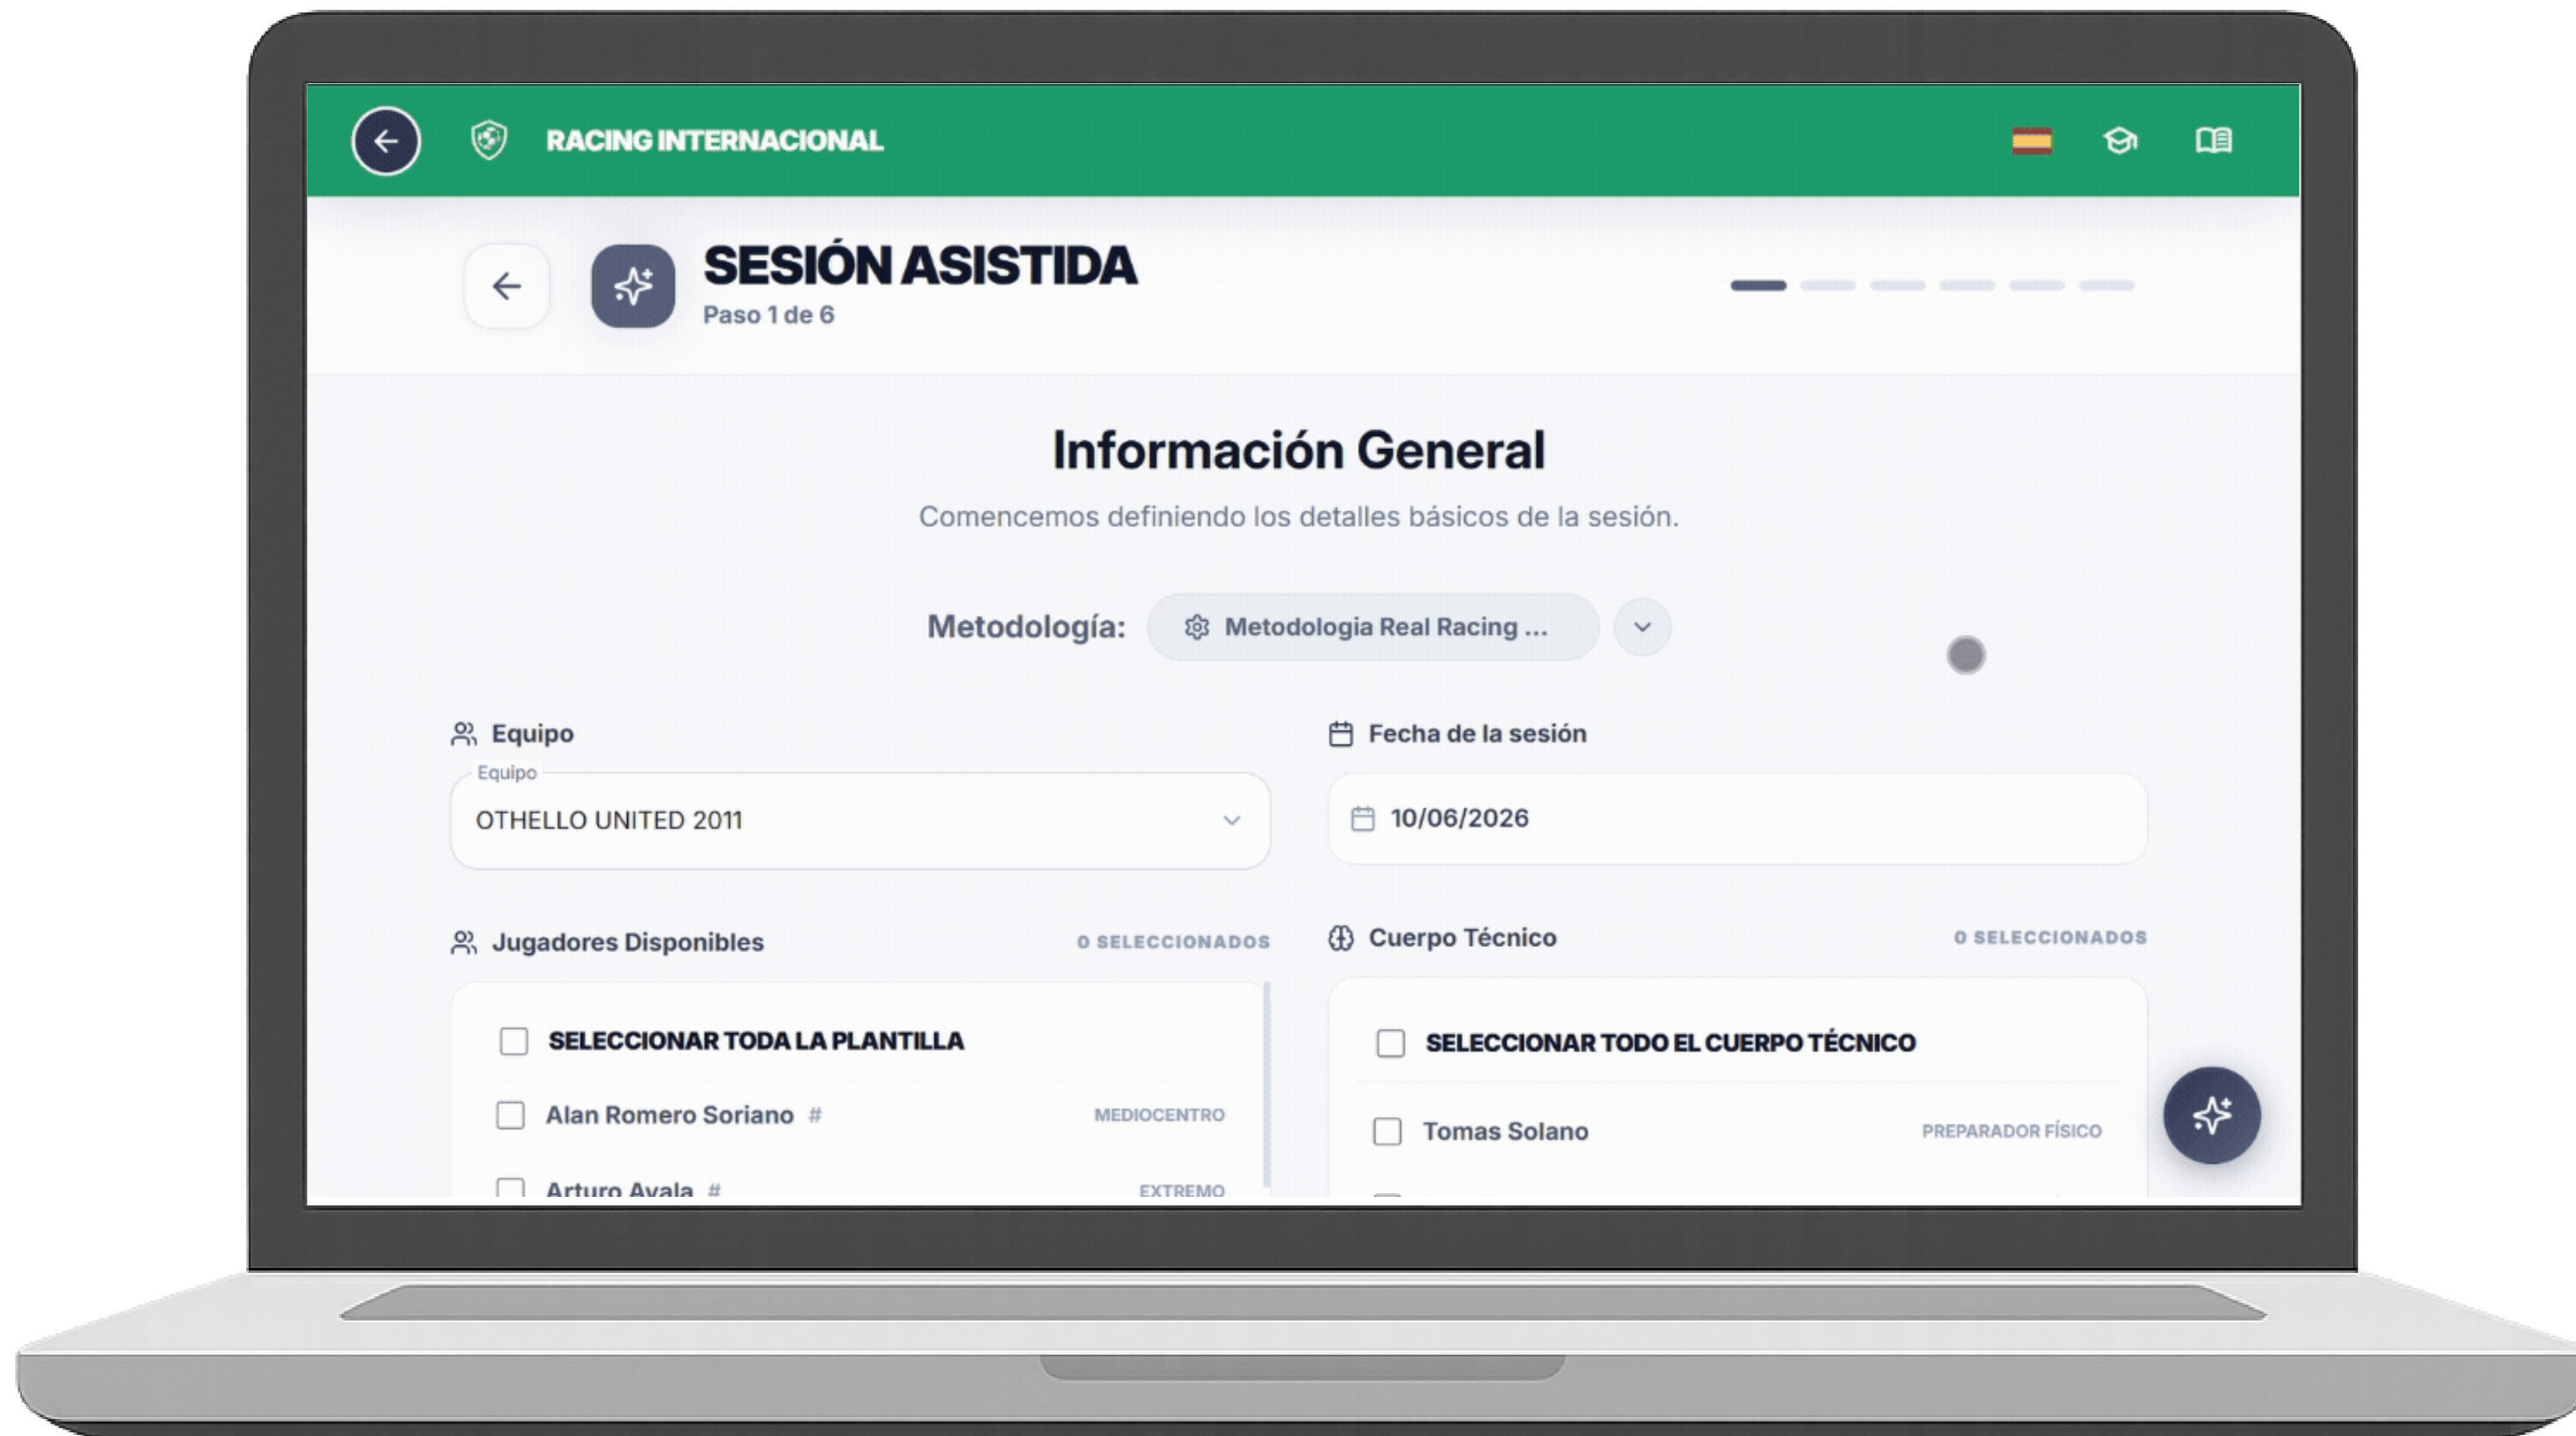 RACING INTERNACIONAL
SESIÓN ASISTIDA
Paso 1 de 6
Información General
Comencemos definiendo los detalles básicos de la sesión.
Metodología: Metodologia Real Racing ...
Equipo
Equipo
OTHELLO UNITED 2011
Fecha de la sesión
10/06/2026
Jugadores Disponibles 0 SELECCIONADOS
SELECCIONAR TODA LA PLANTILLA
Alan Romero Soriano # MEDIOCENTRO
Arturo Ayala # EXTREMO
Cuerpo Técnico 0 SELECCIONADOS
SELECCIONAR TODO EL CUERPO TÉCNICO
Tomas Solano PREPARADOR FÍSICO